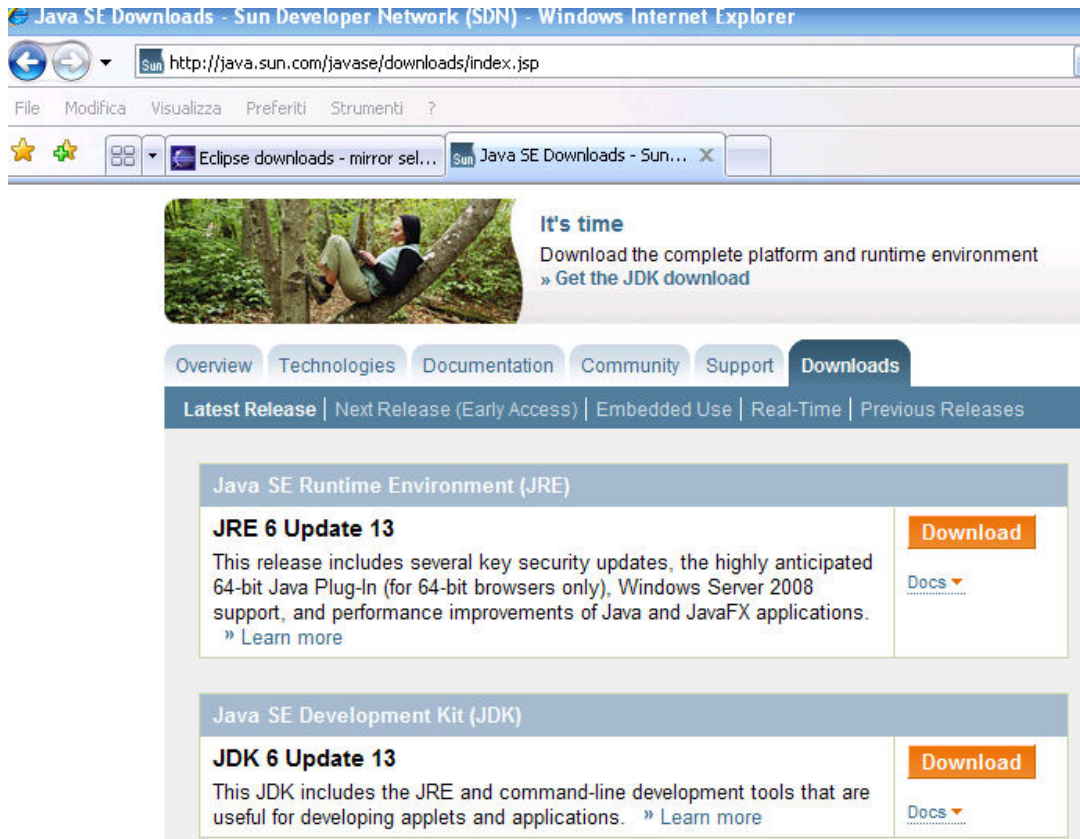 Java SE Downloads - Sun Developer Network (SDN) - Windows Internet Explorer
Sun http://java.sun.com/javase/downloads/index.jsp
File Modifica Visualizza Preferiti Strumenti ?
Eclipse downloads - mirror sel... Sun Java SE Downloads - Sun...
It's time
Download the complete platform and runtime environment
» Get the JDK download
Overview Technologies Documentation Community Support Downloads
Latest Release | Next Release (Early Access) | Embedded Use | Real-Time | Previous Releases
Java SE Runtime Environment (JRE)
JRE 6 Update 13
Download
This release includes several key security updates, the highly anticipated
64-bit Java Plug-In (for 64-bit browsers only), Windows Server 2008
Docs
support, and performance improvements of Java and JavaFX applications.
» Learn more
Java SE Development Kit (JDK)
JDK 6 Update 13
Download
This JDK includes the JRE and command-line development tools that are
useful for developing applets and applications. » Learn more
Docs